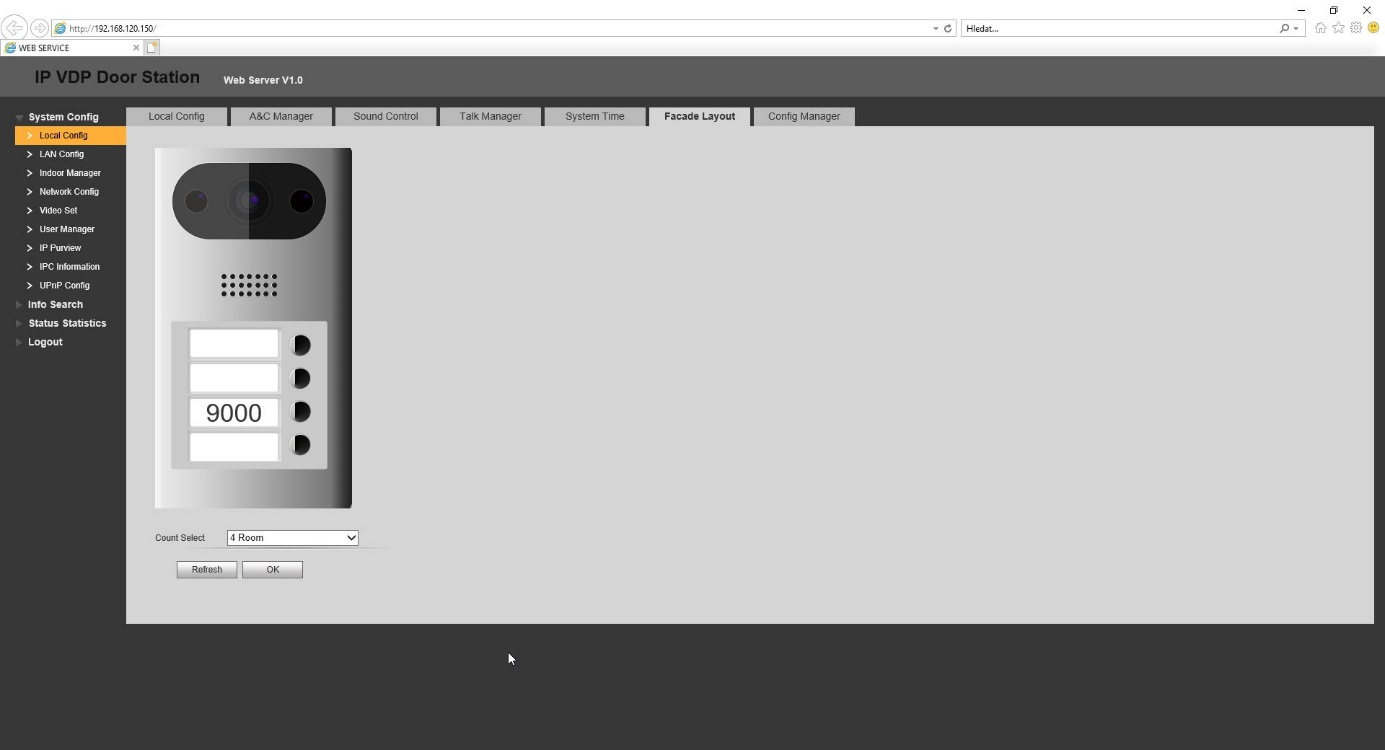 http://192.168.120.150/
Hledat...
WEB SERVICE
IP VDP Door Station Web Server V1.0
System Config
Local Config
LAN Config
Indoor Manager
Network Config
Video Set
User Manager
IP Purview
IPC Information
UPnP Config
Info Search
Status Statistics
Logout
Local Config A&C Manager Sound Control Talk Manager System Time Facade Layout Config Manager
9000
Count Select 4 Room
Refresh OK